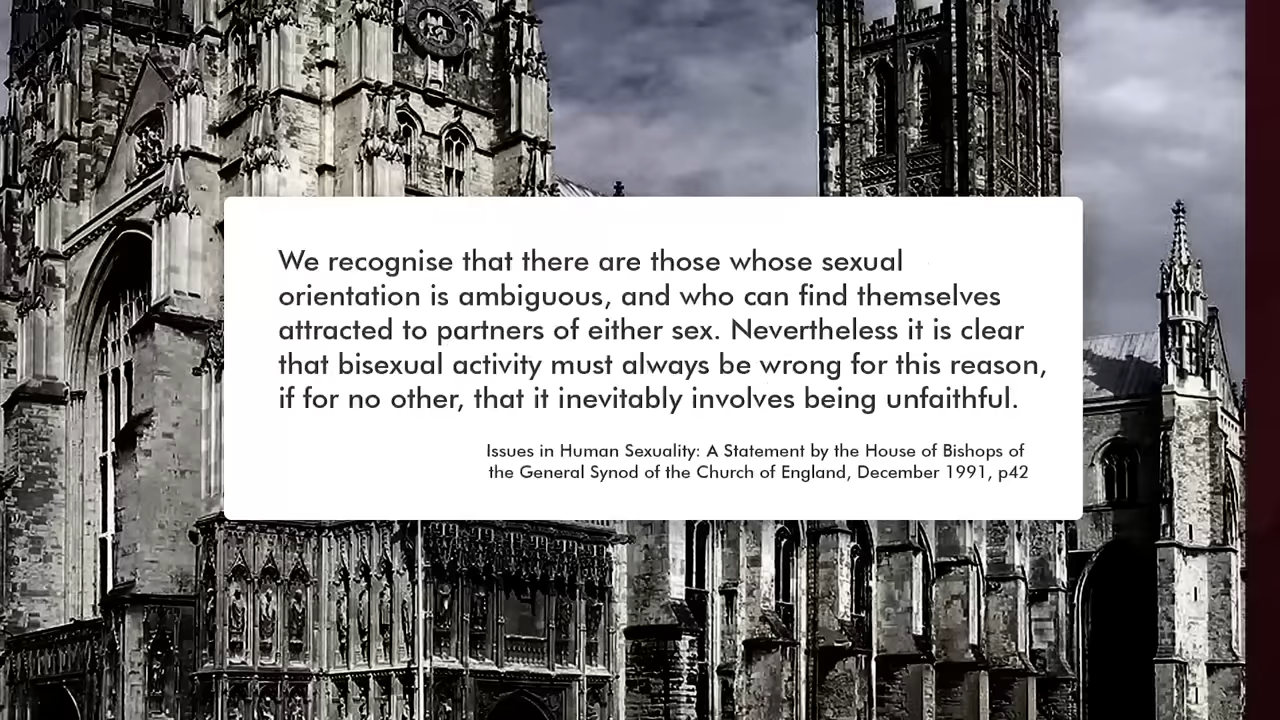 We recognise that there are those whose sexual
orientation is ambiguous, and who can find themselves
attracted to partners of either sex. Nevertheless it is clear
that bisexual activity must always be wrong for this reason,
if for no other, that it inevitably involves being unfaithful.
Issues in Human Sexuality: A Statement by the House of Bishops of
the General Synod of the Church of England, December 1991, p42